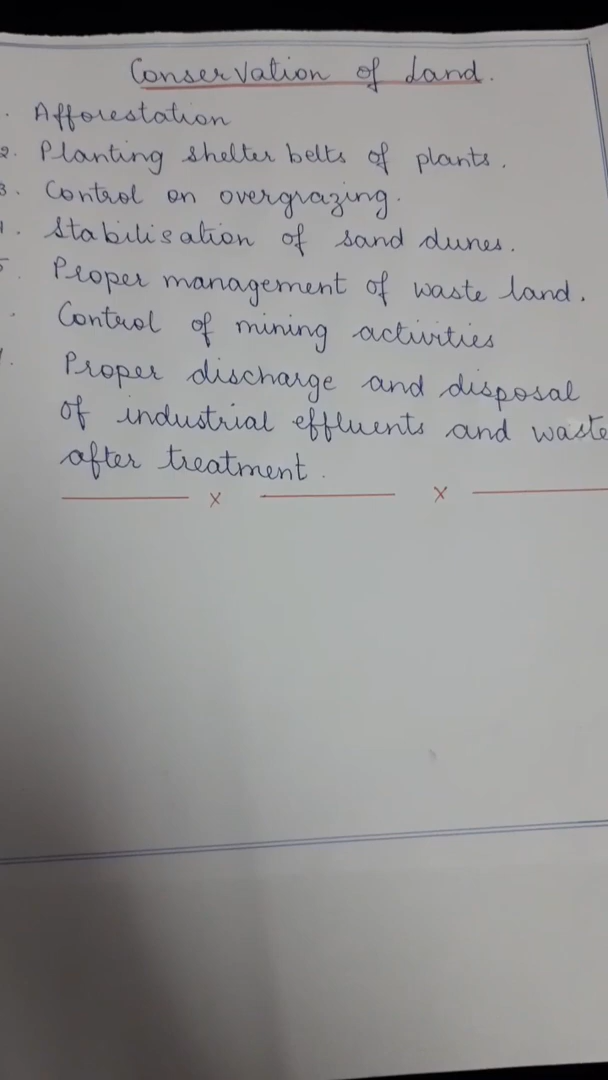 Conservation of Land.
. Afforestation
2. Planting shelter belts of plants.
3. Control on overgrazing.
. Stabilisation of sand dunes.
5 Proper management of waste land.
. Control of mining activities
. Proper discharge and disposal
of industrial effluents and waste
after treatment.
x x